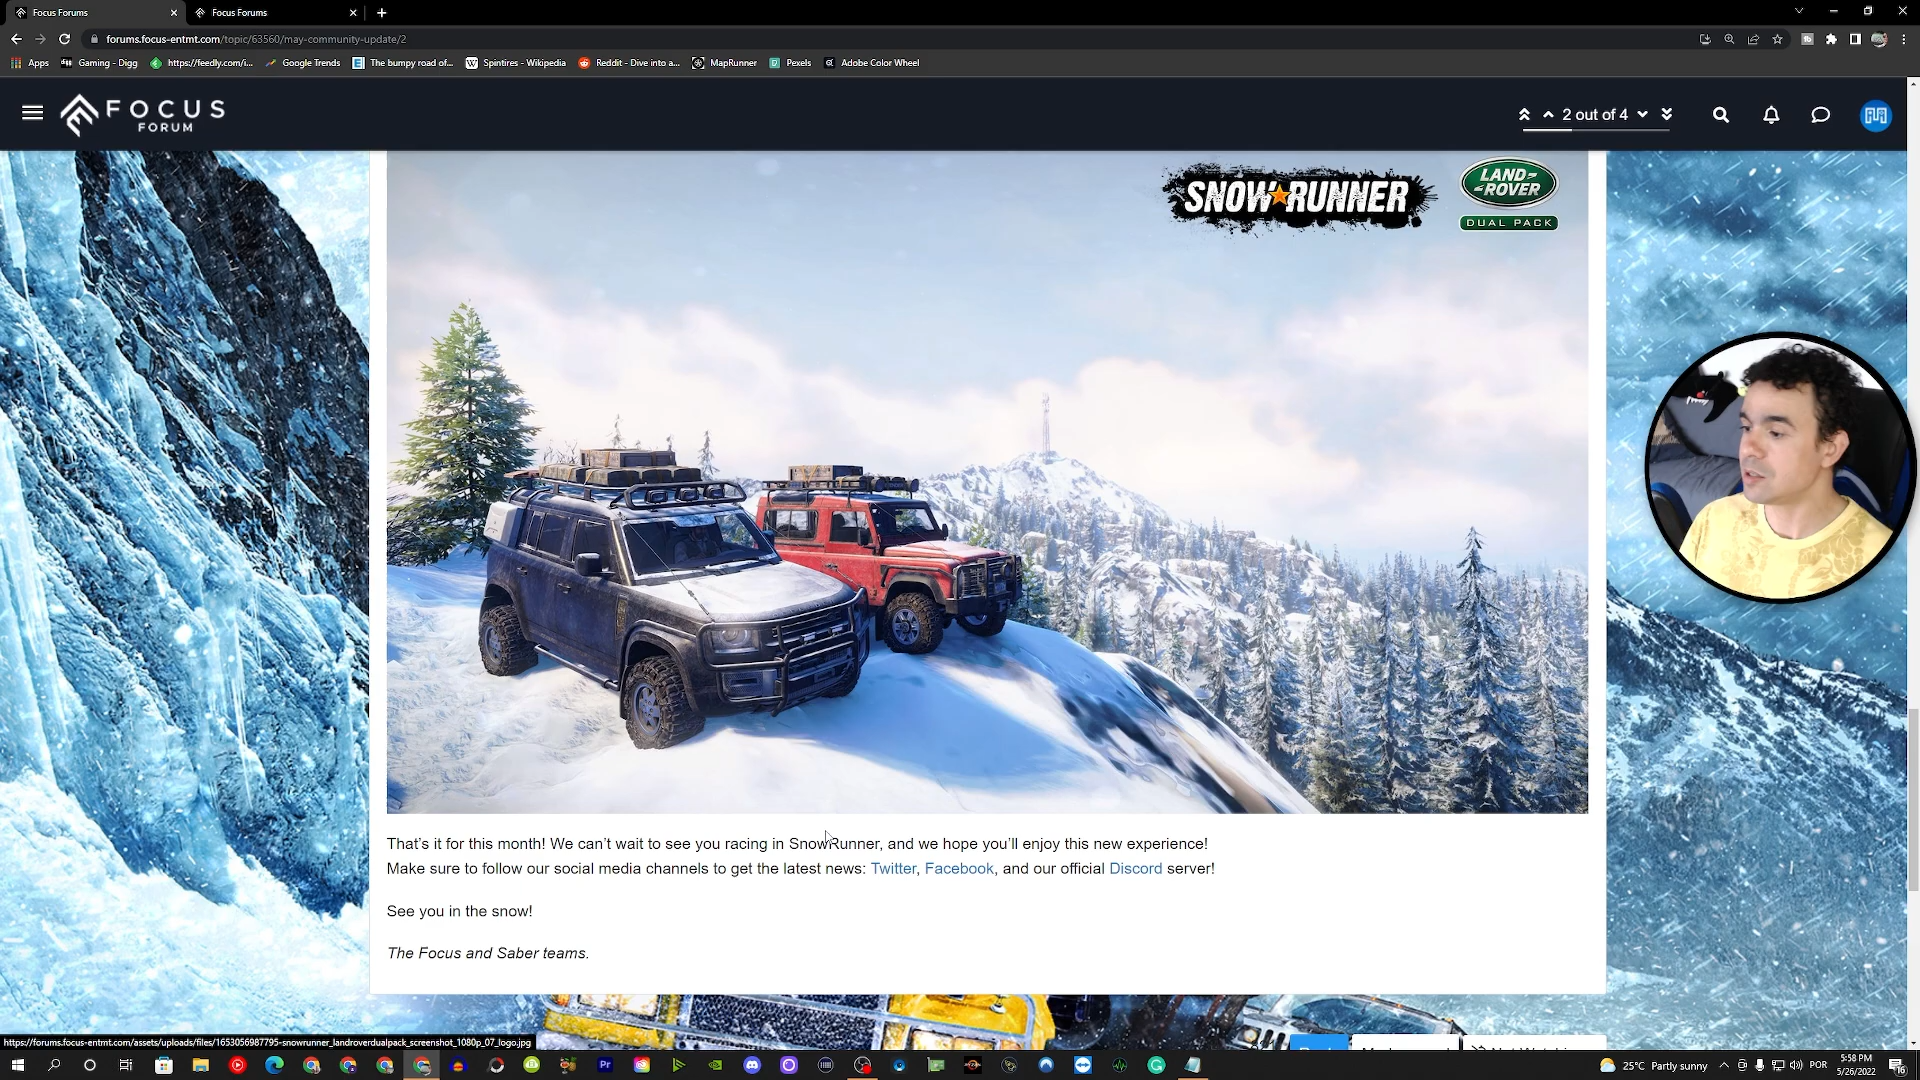 Focus Forums
Focus Forums
forums.focus-entmt.com/topic/63560/may-community-update/2
Apps
Gaming - Digg
https://feedly.com/i...
Google Trends
The bumpy road of...
Spintires - Wikipedia
Reddit - Dive into a...
MapRunner
Pexels
Adobe Color Wheel
FOCUS
FORUM
2 out of 4
SNOWRUNNER
LAND-
-ROVER
DUAL PACK
That's it for this month! We can't wait to see you racing in SnowRunner, and we hope you'll enjoy this new experience!
Make sure to follow our social media channels to get the latest news: Twitter, Facebook, and our official Discord server!
See you in the snow!
The Focus and Saber teams.
https://forums.focus-entmt.com/assets/uploads/files/1653056987795-snowrunner_landroverdualpack_screenshot_1080p_07_logo.jpg
25°C Partly sunny
POR
5:58 PM
5/26/2022
16